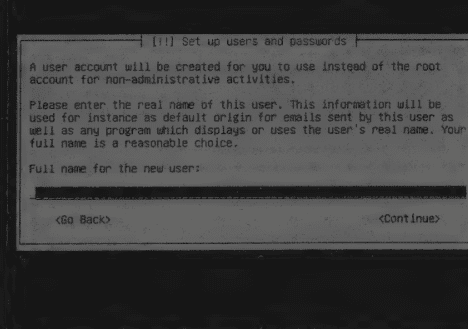 [!!] Set up users and passwords
A user account will be created for you to use instead of the root
account for non-administrative activities.
Please enter the real name of this user. This information will be
used for instance as default origin for emails sent by this user as
well as any program which displays or uses the user's real name. Your
full name is a reasonable choice.
Full name for the new user:
<Go Back> <Continue>